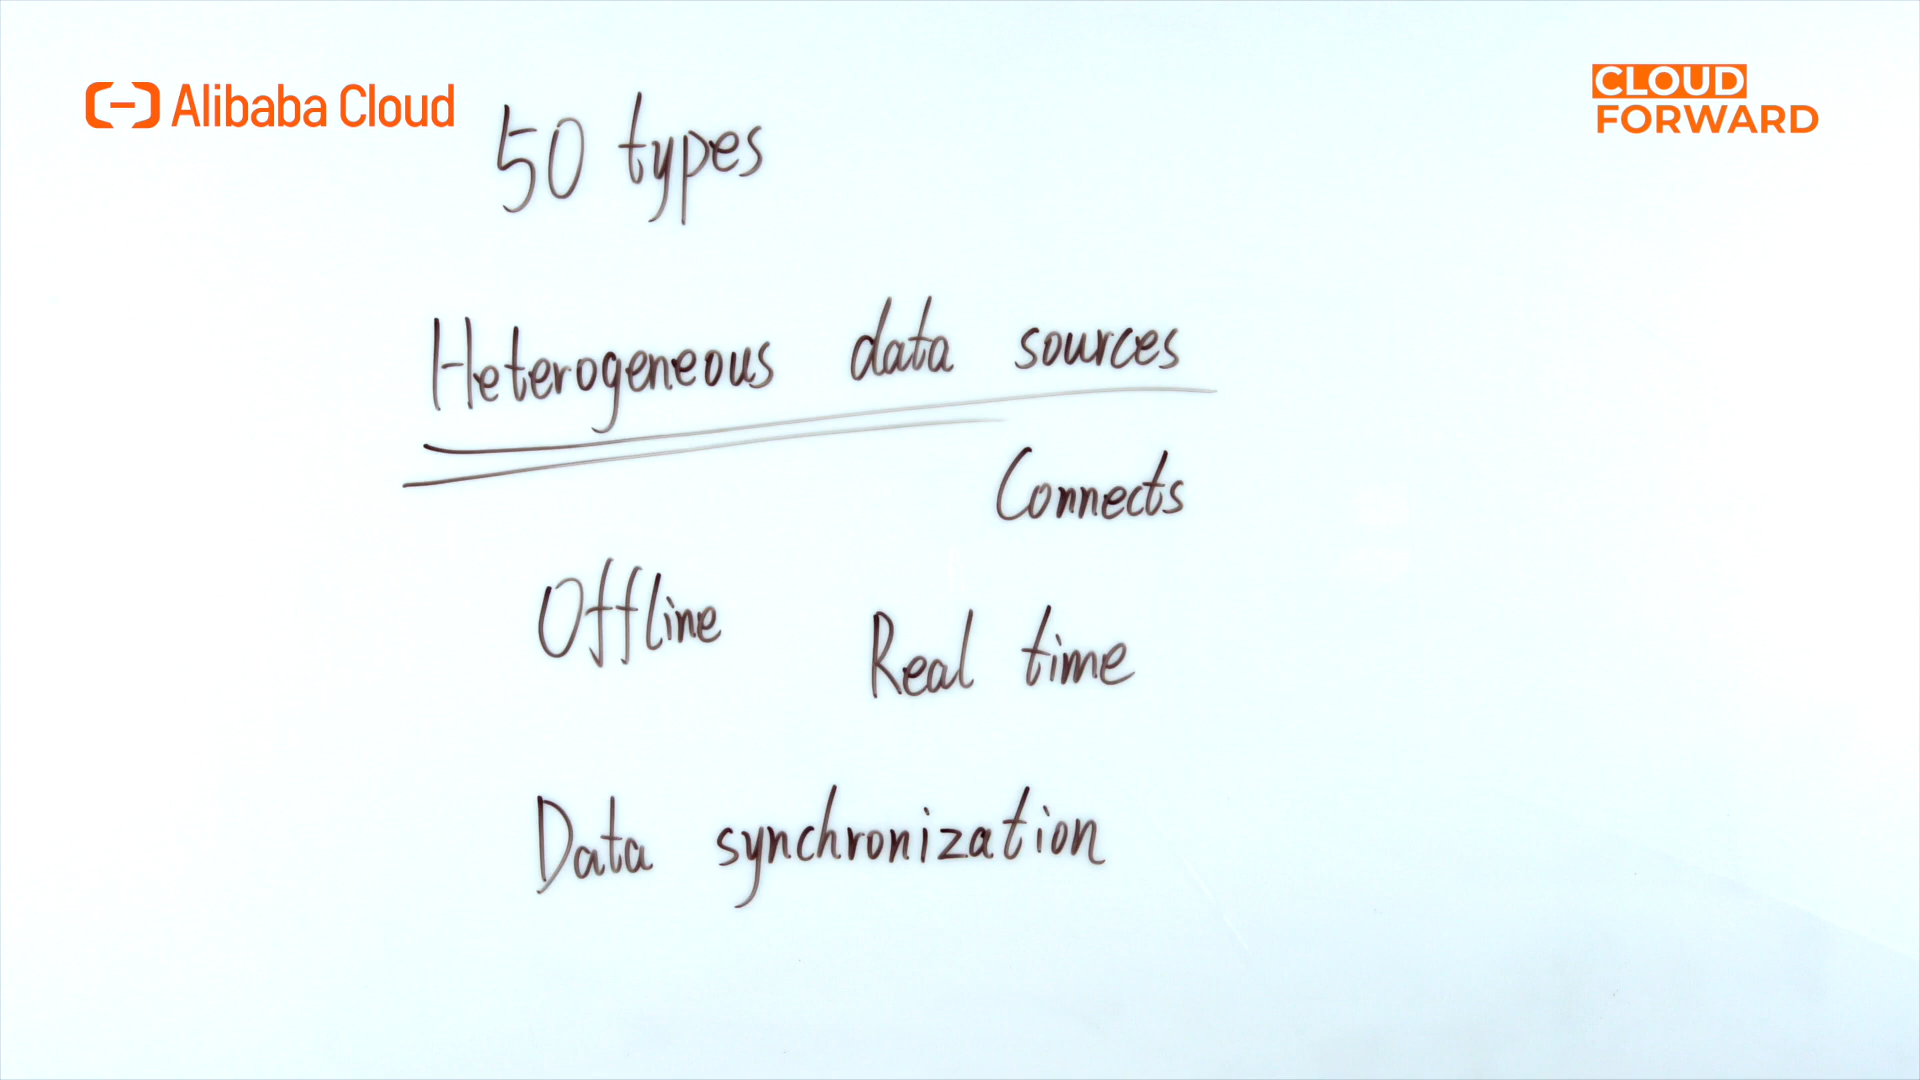 Alibaba Cloud
CLOUD
FORWARD
50 types
Heterogeneous data sources
Connects
Offline
Real time
Data synchronization